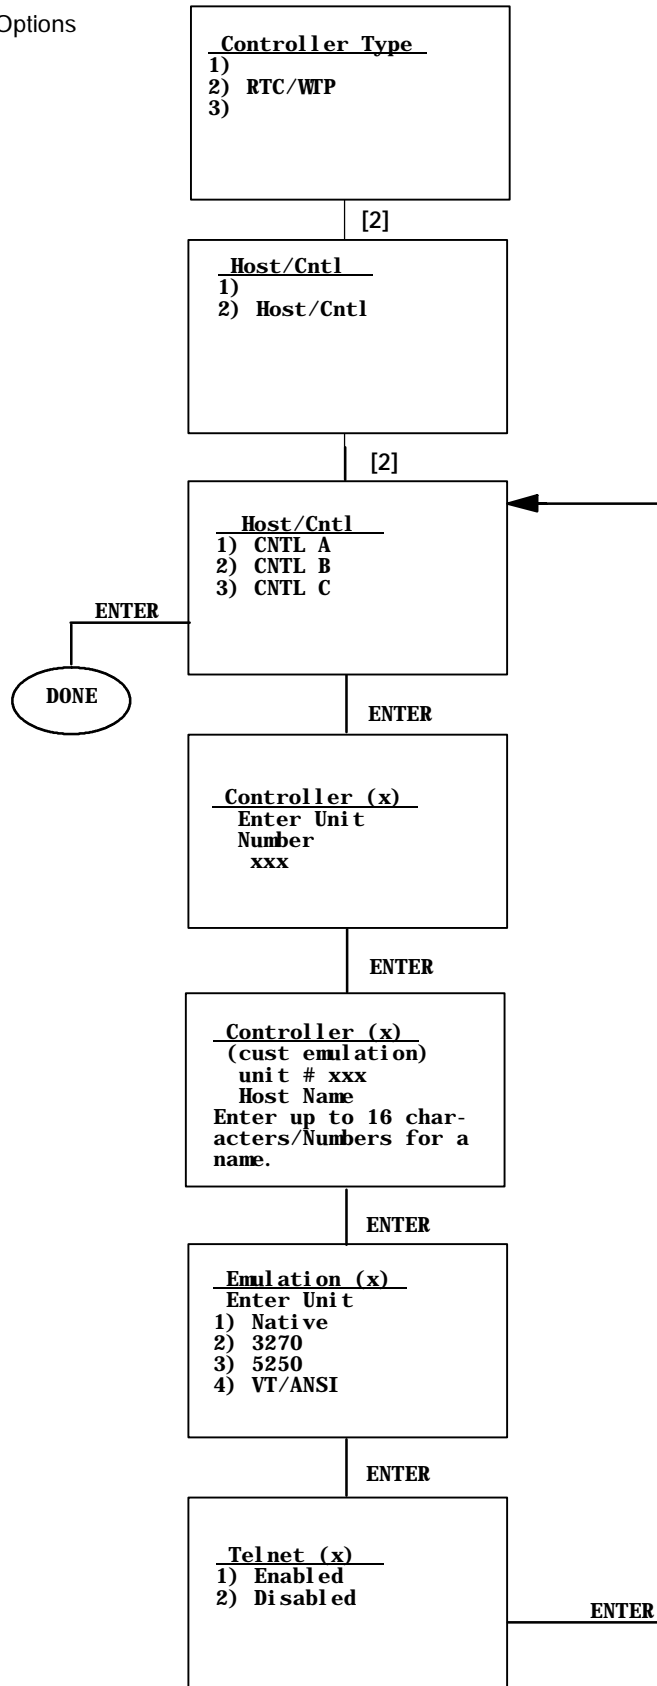 Options
Controller Type
1)
2) RTC/WTP
3)
[2]
Host/Cntl
1)
2) Host/Cntl
[2]
Host/Cntl
1) CNTL A
2) CNTL B
3) CNTL C
ENTER
DONE
ENTER
Controller (x)
Enter Unit
Number
xxx
ENTER
Controller (x)
(cust emulation)
unit # xxx
Host Name
Enter up to 16 char-
acters/Numbers for a
name.
ENTER
Emulation (x)
Enter Unit
1) Native
2) 3270
3) 5250
4) VT/ANSI
ENTER
Telnet (x)
1) Enabled
2) Disabled
ENTER